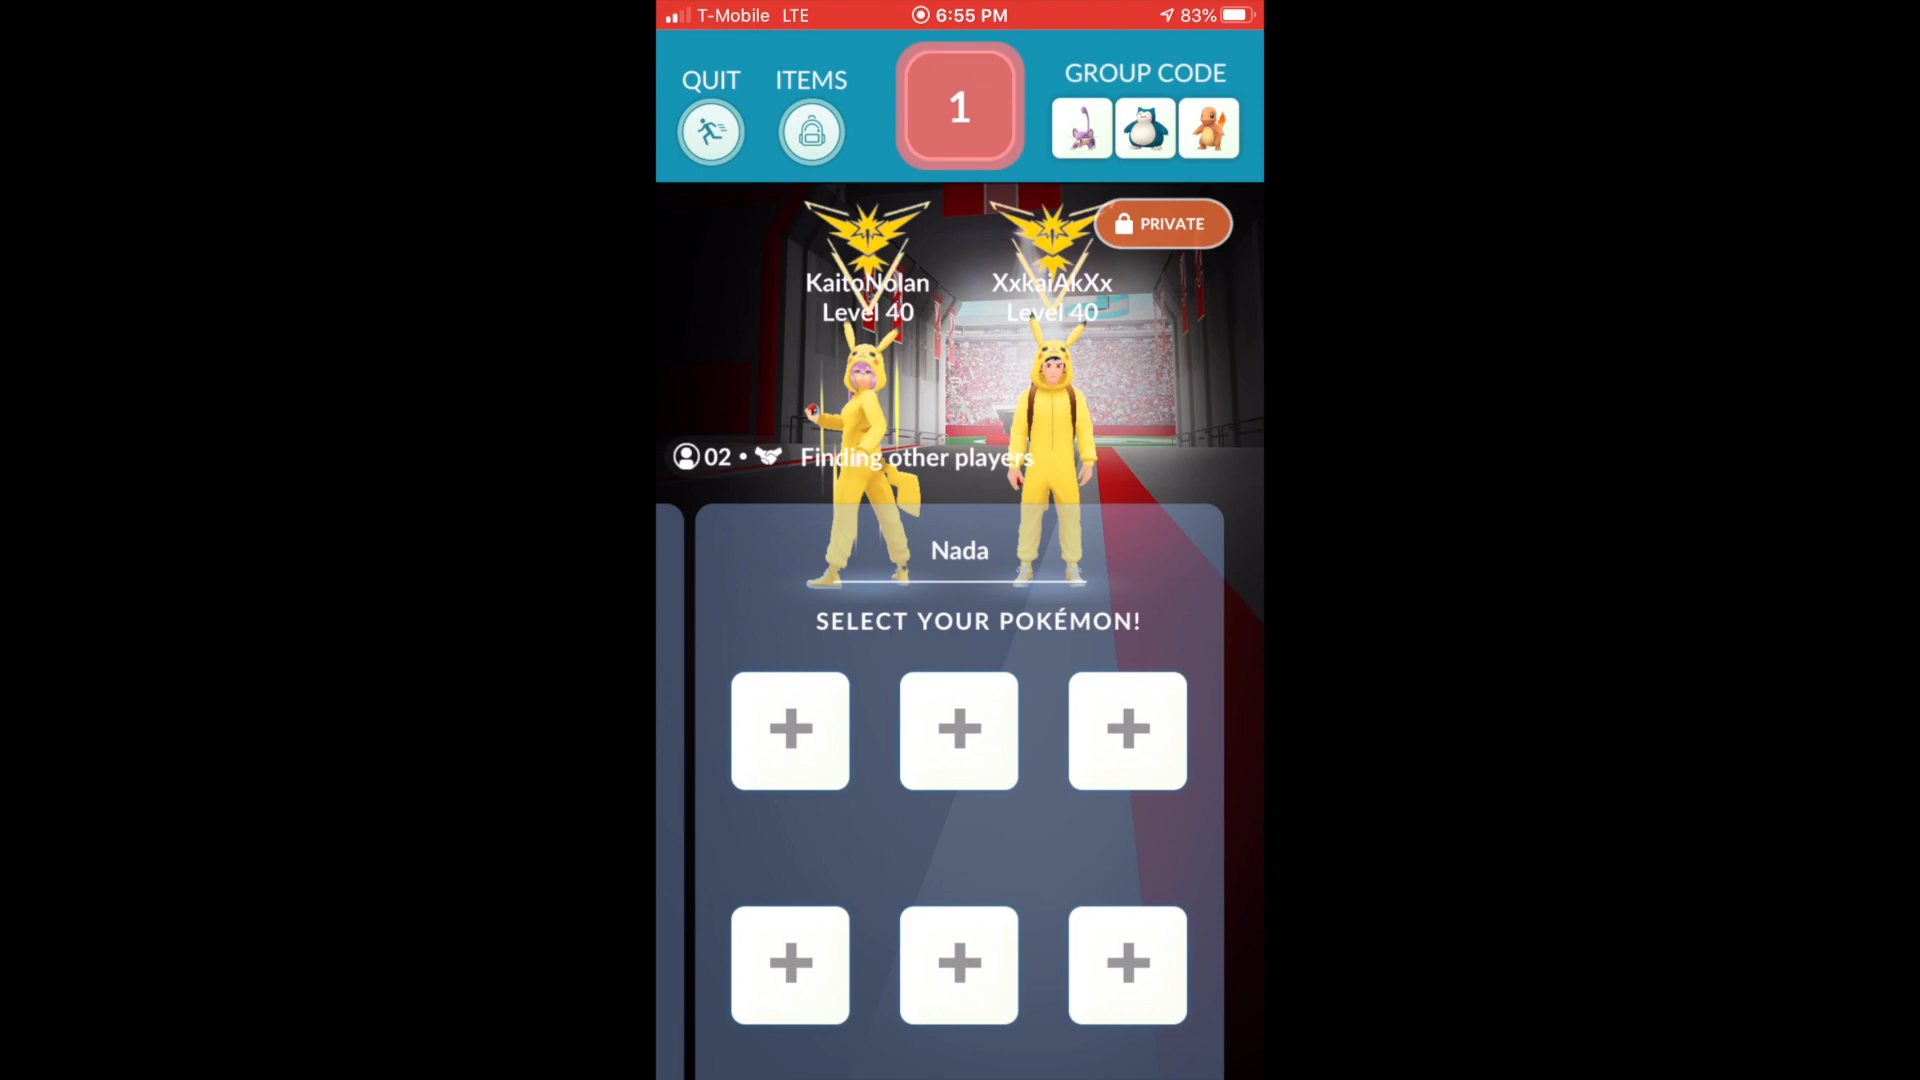 T-Mobile LTE 6:55 PM 83%
QUIT ITEMS 1 GROUP CODE
PRIVATE
KaitoNolan XxkaiAkXx
Level 40 Level 40
02 • Finding other players
Nada
SELECT YOUR POKÉMON!